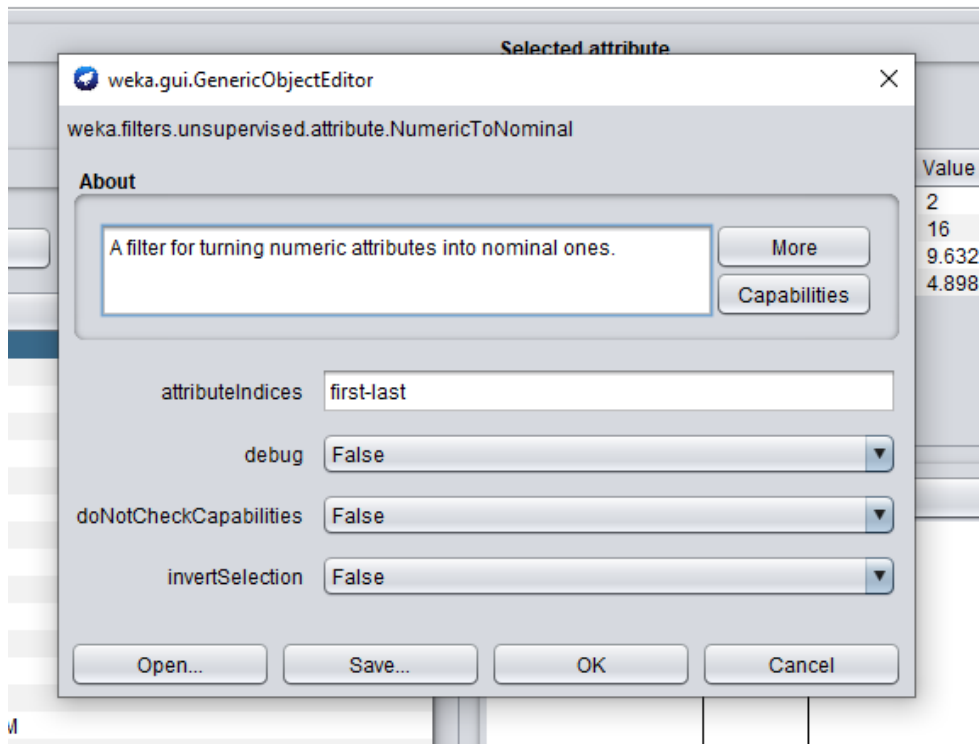 Selected attribute
weka.gui.GenericObjectEditor
weka.filters.unsupervised.attribute.NumericToNominal
About
A filter for turning numeric attributes into nominal ones.
More
Capabilities
attributeIndices first-last
debug False
doNotCheckCapabilities False
invertSelection False
Open... Save... OK Cancel
Value
2
16
9.632
4.898
M